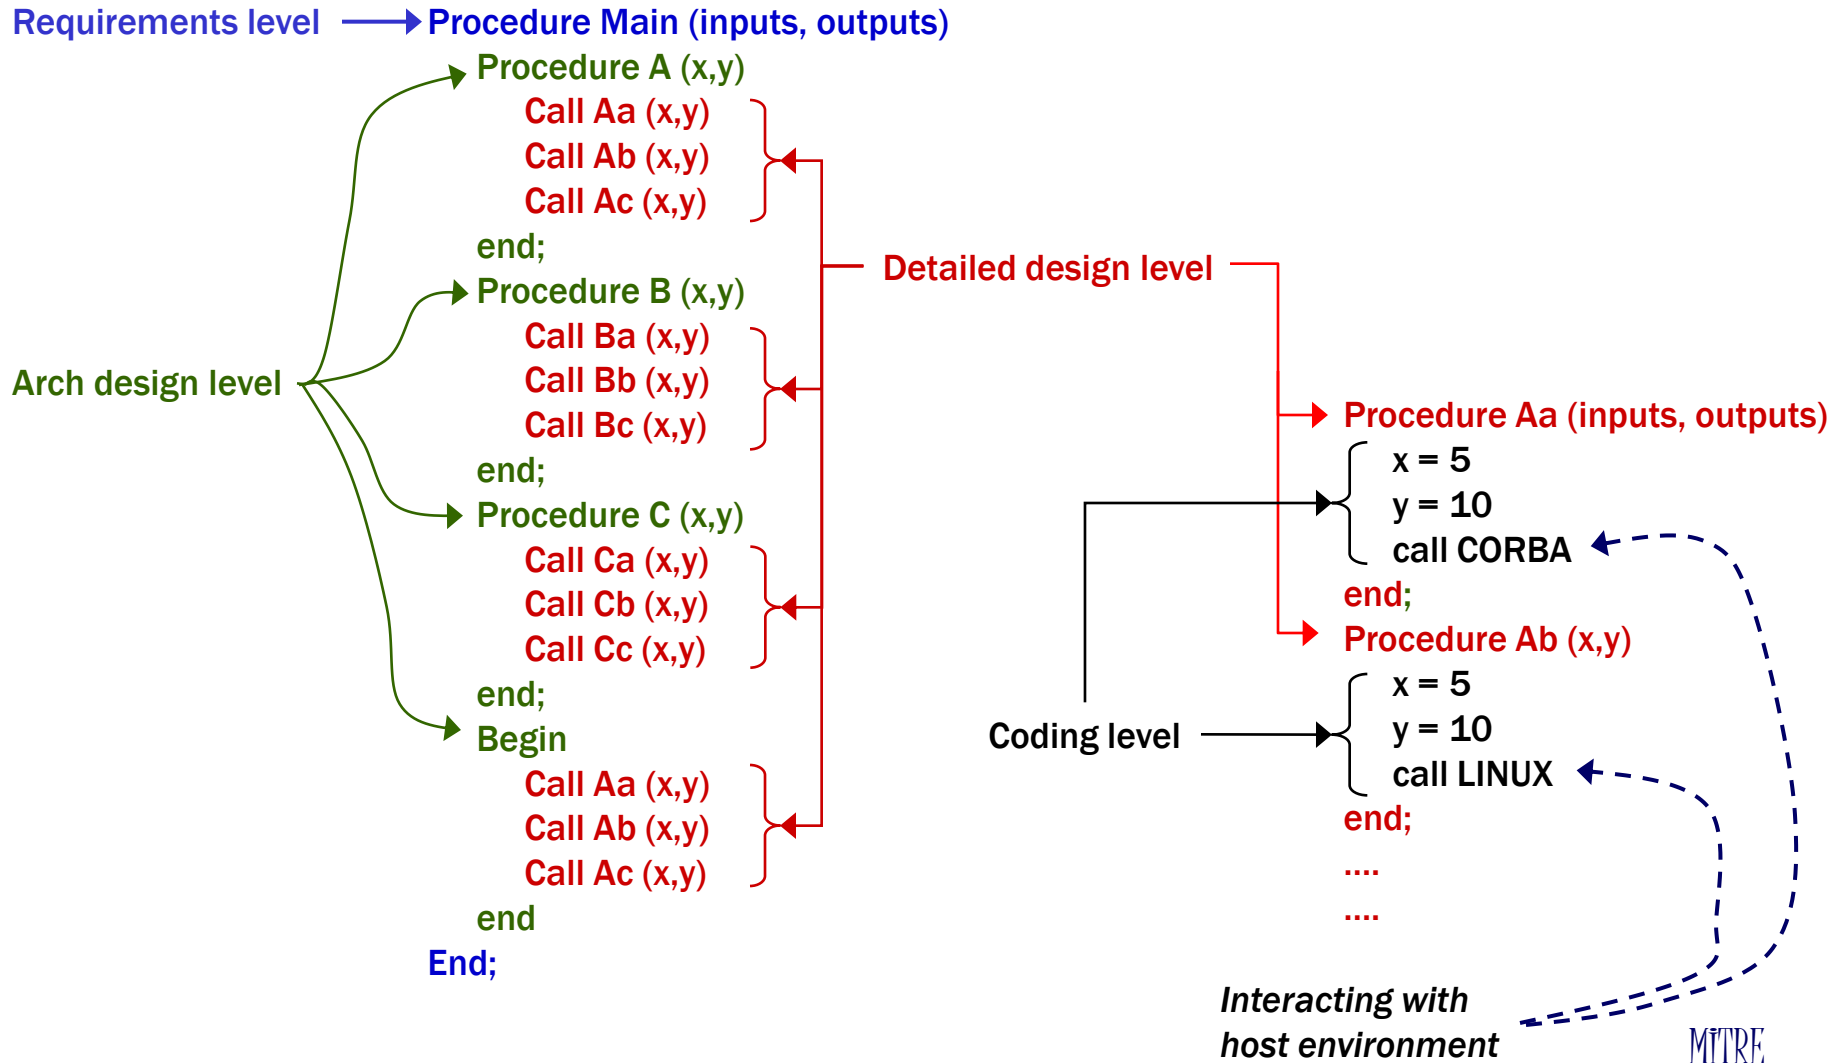 Requirements level
Procedure Main (inputs, outputs)
Procedure A (x,y)
Call Aa (x,y)
Call Ab (x,y)
Call Ac (x,y)
end;
Procedure B (x,y)
Call Ba (x,y)
Call Bb (x,y)
Call Bc (x,y)
end;
Procedure C (x,y)
Call Ca (x,y)
Call Cb (x,y)
Call Cc (x,y)
end;
Begin
Call Aa (x,y)
Call Ab (x,y)
Call Ac (x,y)
end
End;
Arch design level
Detailed design level
Procedure Aa (inputs, outputs)
x = 5
y = 10
call CORBA
end;
Procedure Ab (x,y)
x = 5
y = 10
call LINUX
end;
....
....
Coding level
Interacting with
host environment
MITRE